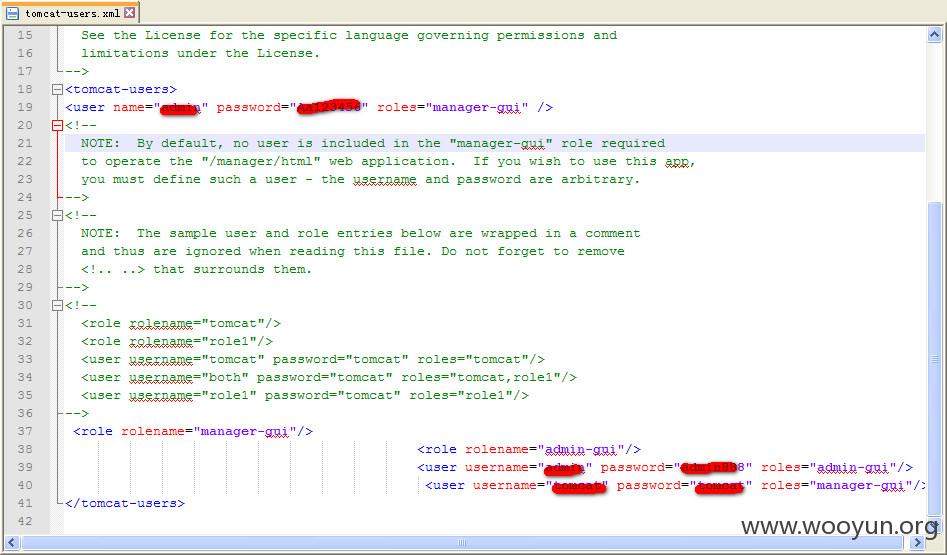 tomcat-users.xml
15 See the License for the specific language governing permissions and
16 limitations under the License.
17 -->
18 <tomcat-users>
19 <user name="" password="" roles="manager-gui" />
20 <!--
21 NOTE: By default, no user is included in the "manager-gui" role required
22 to operate the "/manager/html" web application. If you wish to use this app,
23 you must define such a user - the username and password are arbitrary.
24 -->
25 <!--
26 NOTE: The sample user and role entries below are wrapped in a comment
27 and thus are ignored when reading this file. Do not forget to remove
28 <!.. ..> that surrounds them.
29 -->
30 <!--
31 <role rolename="tomcat"/>
32 <role rolename="role1"/>
33 <user username="tomcat" password="tomcat" roles="tomcat"/>
34 <user username="both" password="tomcat" roles="tomcat,role1"/>
35 <user username="role1" password="tomcat" roles="role1"/>
36 -->
37 <role rolename="manager-gui"/>
38 <role rolename="admin-gui"/>
39 <user username="" password="" roles="admin-gui"/>
40 <user username="" password="" roles="manager-gui"/>
41 </tomcat-users>
42
www.wooyun.org